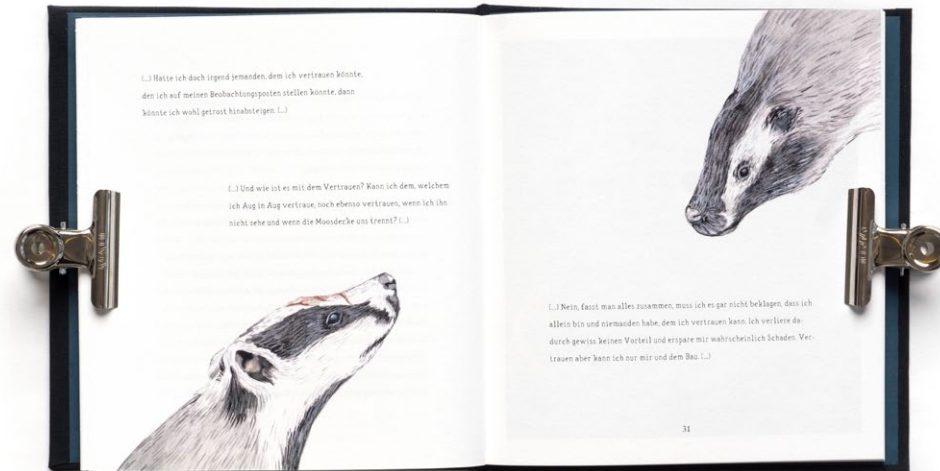 (...) Hatte ich doch irgend jemanden, dem ich vertrauen könnte,
den ich auf meinen Beobachtungsposten stellen könnte, dann
könnte ich wohl getrost hinabsteigen. (...)
(...) Und wie ist es mit dem Vertrauen? Kann ich dem, welchem
ich Aug in Aug vertraue, noch ebenso vertrauen, wenn ich ihn
nicht sehe und wenn die Moosdecke uns trennt? (...)
(...) Nein, fasst man alles zusammen, muss ich es gar nicht beklagen, dass ich
allein bin und niemanden habe, dem ich vertrauen kann. Ich verliere da-
durch gewiss keinen Vorteil und erspare mir wahrscheinlich Schaden. Ver-
trauen aber kann ich nur mir und dem Bau. (...)
31